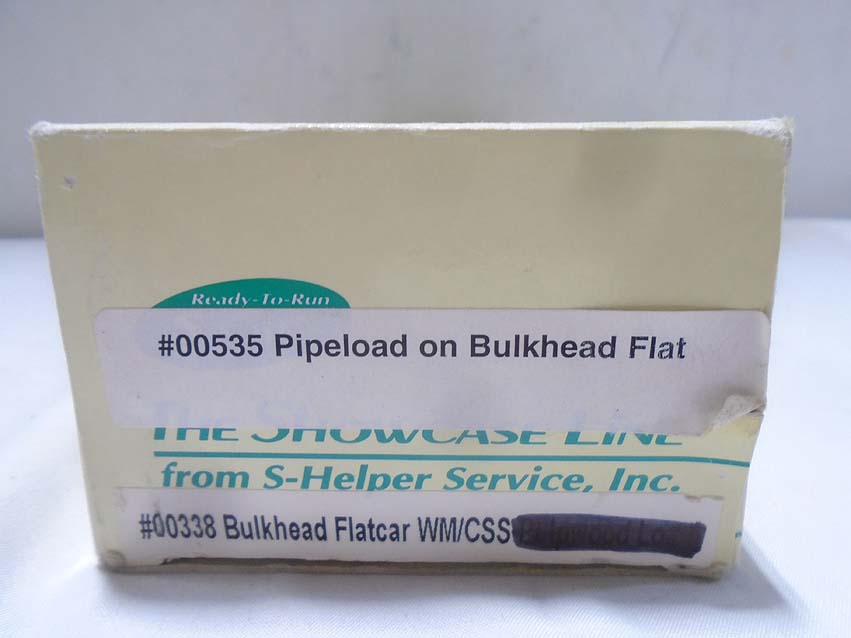 Ready-To-Run
#00535 Pipeload on Bulkhead Flat
THE SHOWCASE LINE
from S-Helper Service, Inc.
#00338 Bulkhead Flatcar WM/CSS